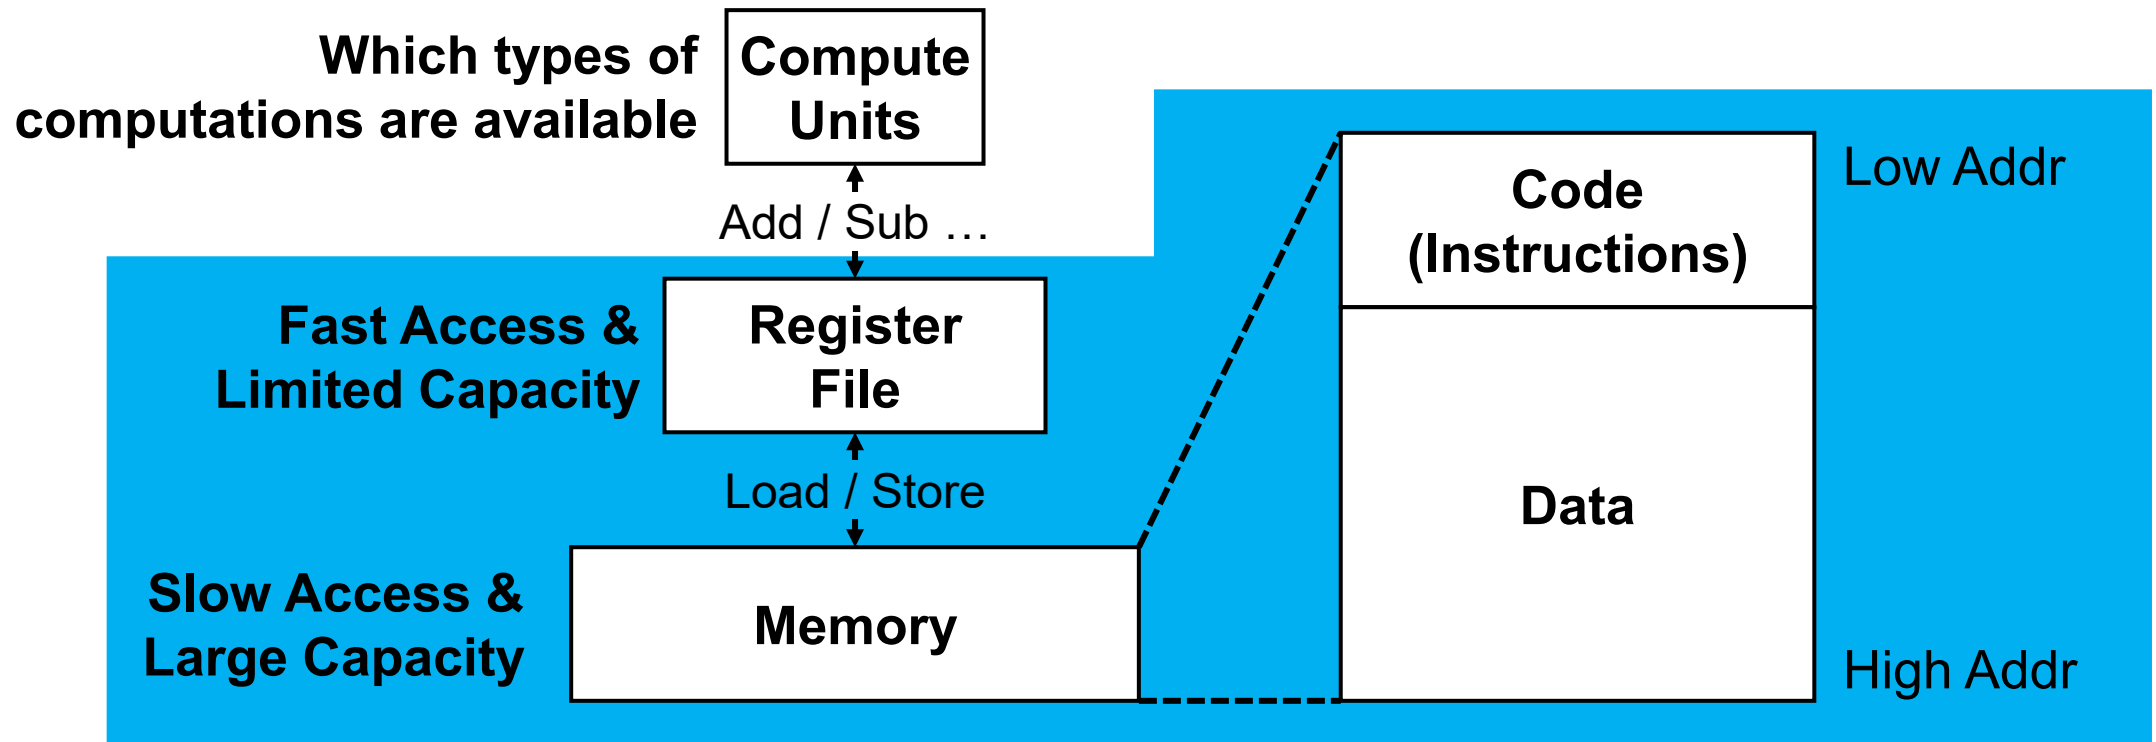 Which types of
computations are available
Compute
Units
Add / Sub …
Fast Access &
Limited Capacity
Register
File
Load / Store
Slow Access &
Large Capacity
Memory
Code
(Instructions)
Data
Low Addr
High Addr